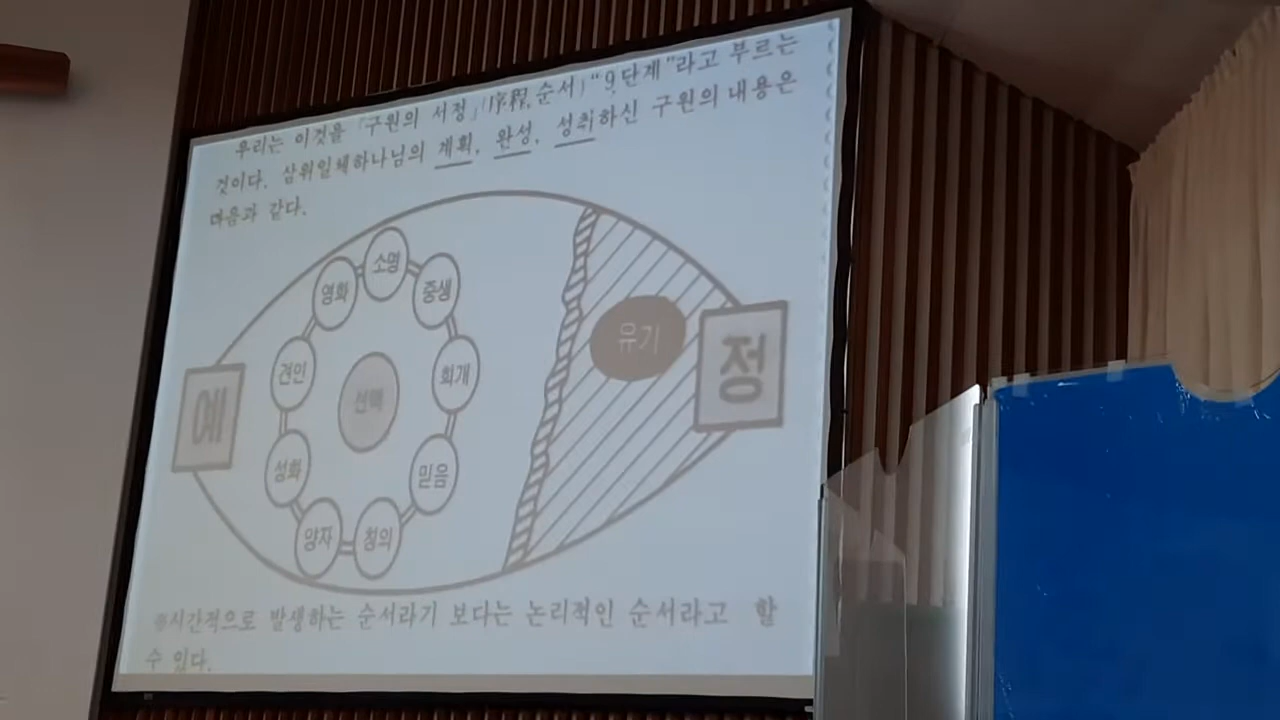 우리는 이것을 「구원의 서정」(序程, 순서) "9단계"라고 부르는
것이다. 삼위일체하나님의 계획, 완성, 성취하신 구원의 내용은
다음과 같다.
예
정
소명
중생
회개
믿음
칭의
양자
성화
견인
영화
선택
유기
※시간적으로 발생하는 순서라기 보다는 논리적인 순서라고 할
수 있다.